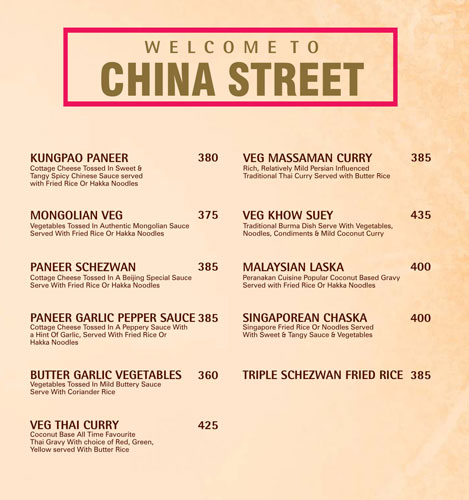 WELCOME TO
CHINA STREET
KUNGPAO PANEER 380
Cottage Cheese Tossed In Sweet &
Tangy Spicy Chinese Sauce served
with Fried Rice Or Hakka Noodles
MONGOLIAN VEG 375
Vegetables Tossed In Authentic Mongolian Sauce
Served With Fried Rice Or Hakka Noodles
PANEER SCHEZWAN 385
Cottage Cheese Tossed In A Beijing Special Sauce
Serve With Fried Rice Or Hakka Noodles
PANEER GARLIC PEPPER SAUCE 385
Cottage Cheese Tossed In A Peppery Sauce With
a Hint Of Garlic, Served With Fried Rice Or
Hakka Noodles
BUTTER GARLIC VEGETABLES 360
Vegetables Tossed In Mild Buttery Sauce
Serve With Coriander Rice
VEG THAI CURRY 425
Coconut Base All Time Favourite
Thai Gravy With choice of Red, Green,
Yellow served With Butter Rice
VEG MASSAMAN CURRY 385
Rich, Relatively Mild Persian Influenced
Traditional Thai Curry Served with Butter Rice
VEG KHOW SUEY 435
Traditional Burma Dish Serve With Vegetables,
Noodles, Condiments & Mild Coconut Curry
MALAYSIAN LASKA 400
Peranakan Cuisine Popular Coconut Based Gravy
Served with Fried Rice Or Hakka Noodles
SINGAPOREAN CHASKA 400
Singapore Fried Rice Or Noodles Served
With Sweet & Tangy Sauce & Vegetables
TRIPLE SCHEZWAN FRIED RICE 385